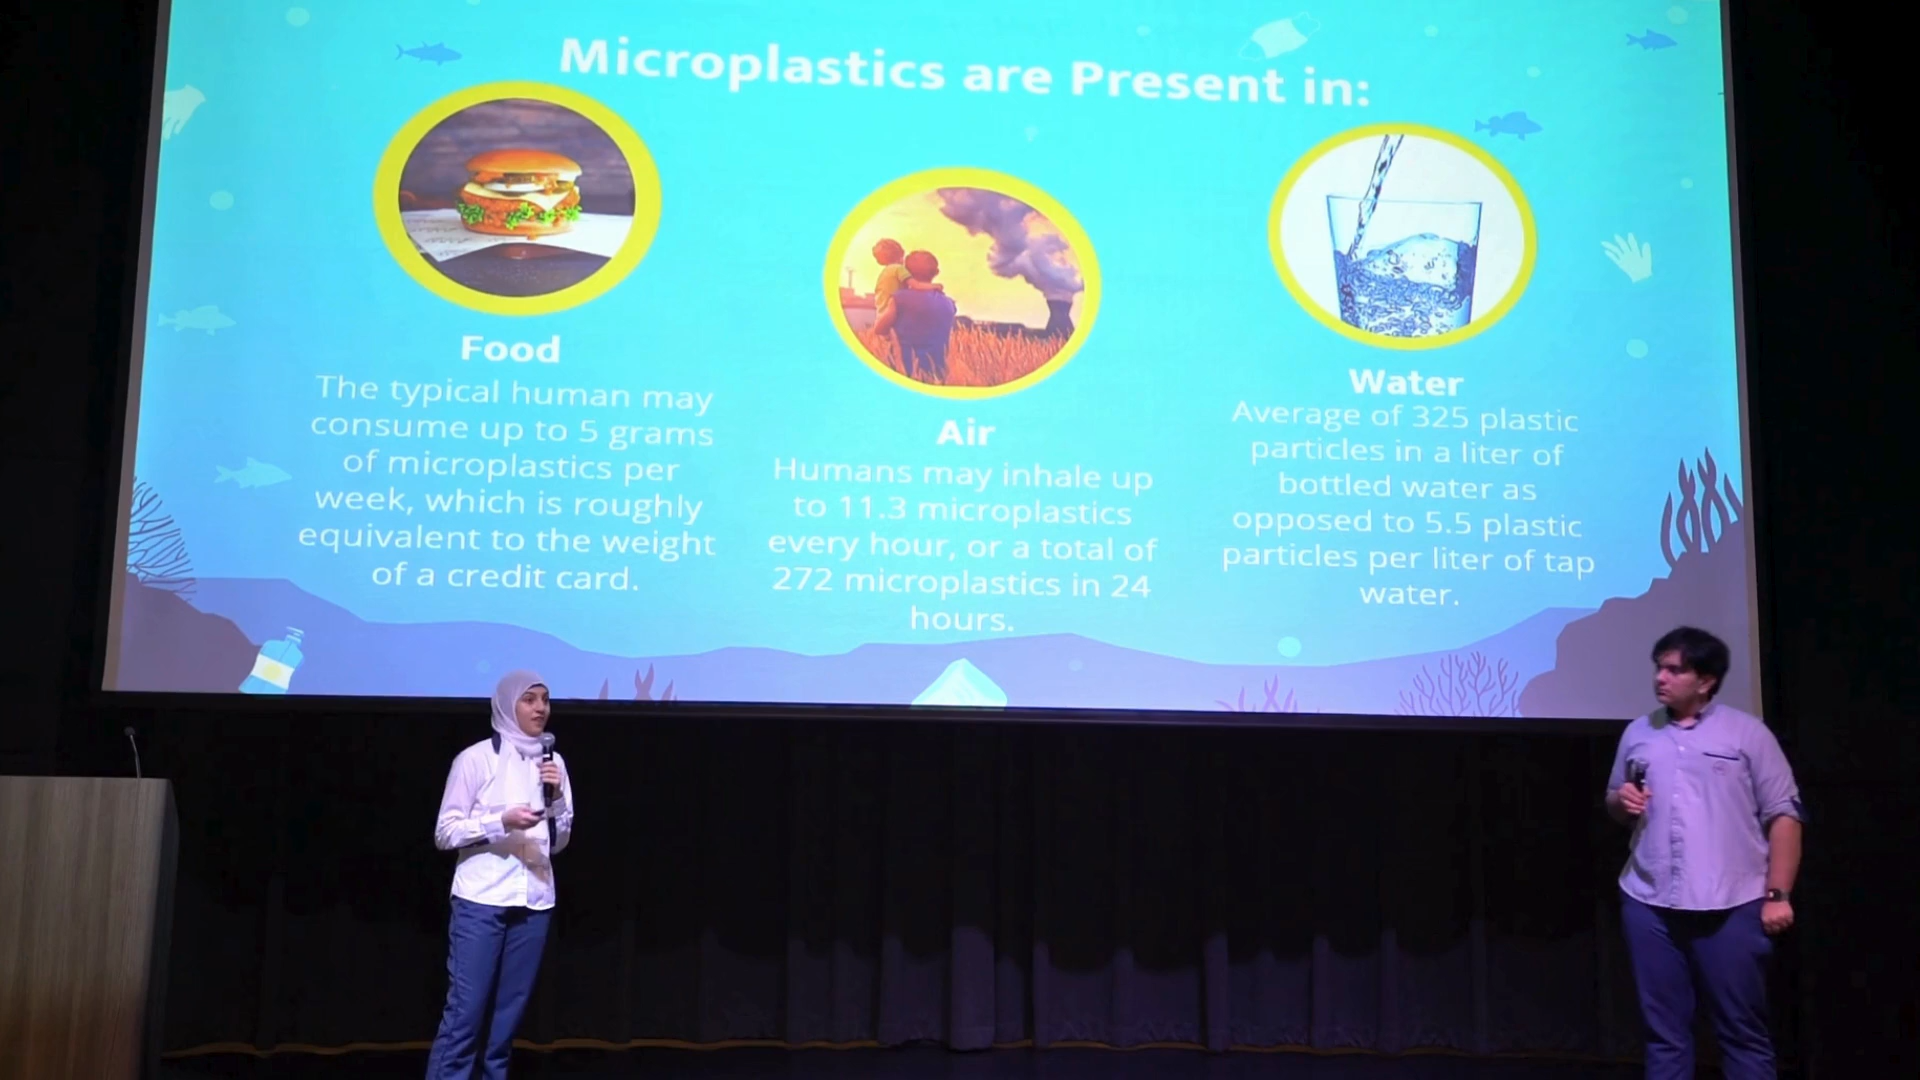 Microplastics are Present in:
Food
The typical human may
consume up to 5 grams
of microplastics per
week, which is roughly
equivalent to the weight
of a credit card.
Air
Humans may inhale up
to 11.3 microplastics
every hour, or a total of
272 microplastics in 24
hours.
Water
Average of 325 plastic
particles in a liter of
bottled water as
opposed to 5.5 plastic
particles per liter of tap
water.